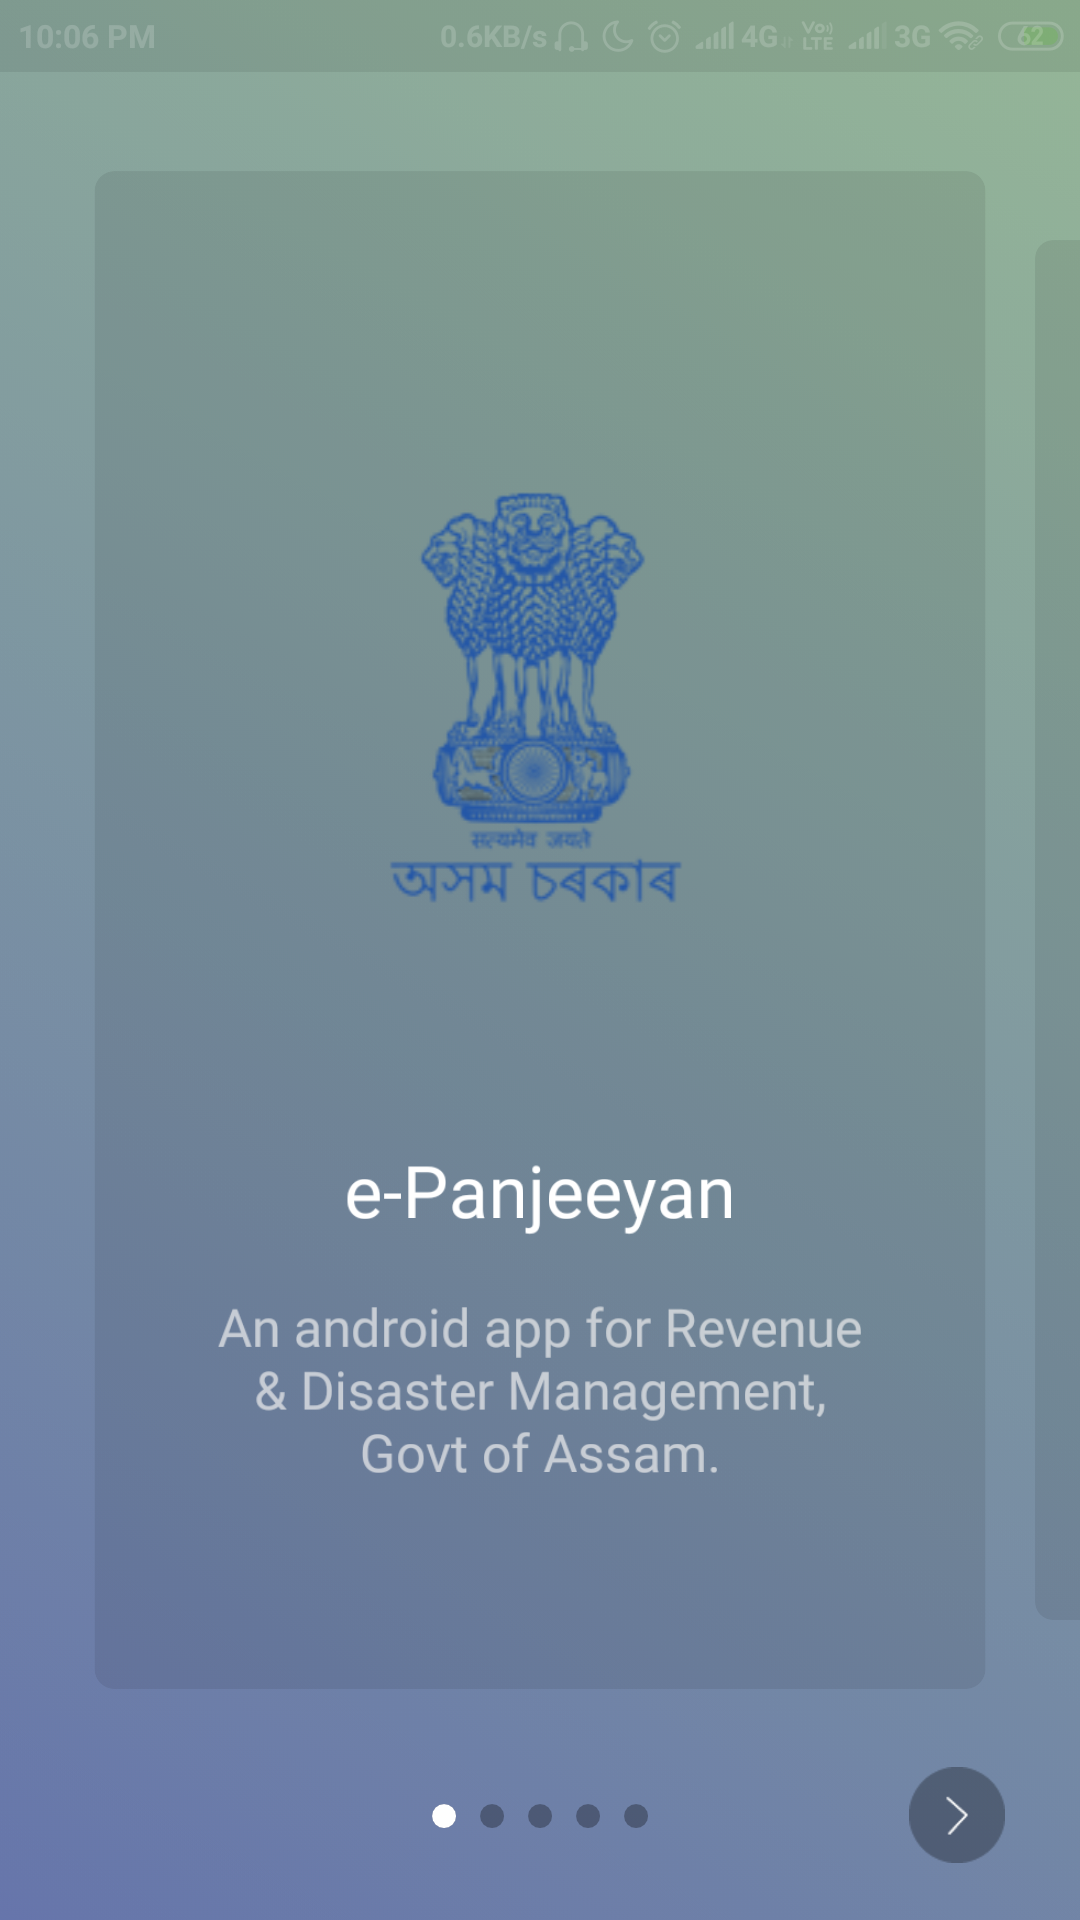 10:06 PM 0.6KB/s 4G Vo) LTE 3G 62
सत्यमेव जयते
অসম চৰকাৰ
e-Panjeeyan
An android app for Revenue
& Disaster Management,
Govt of Assam.